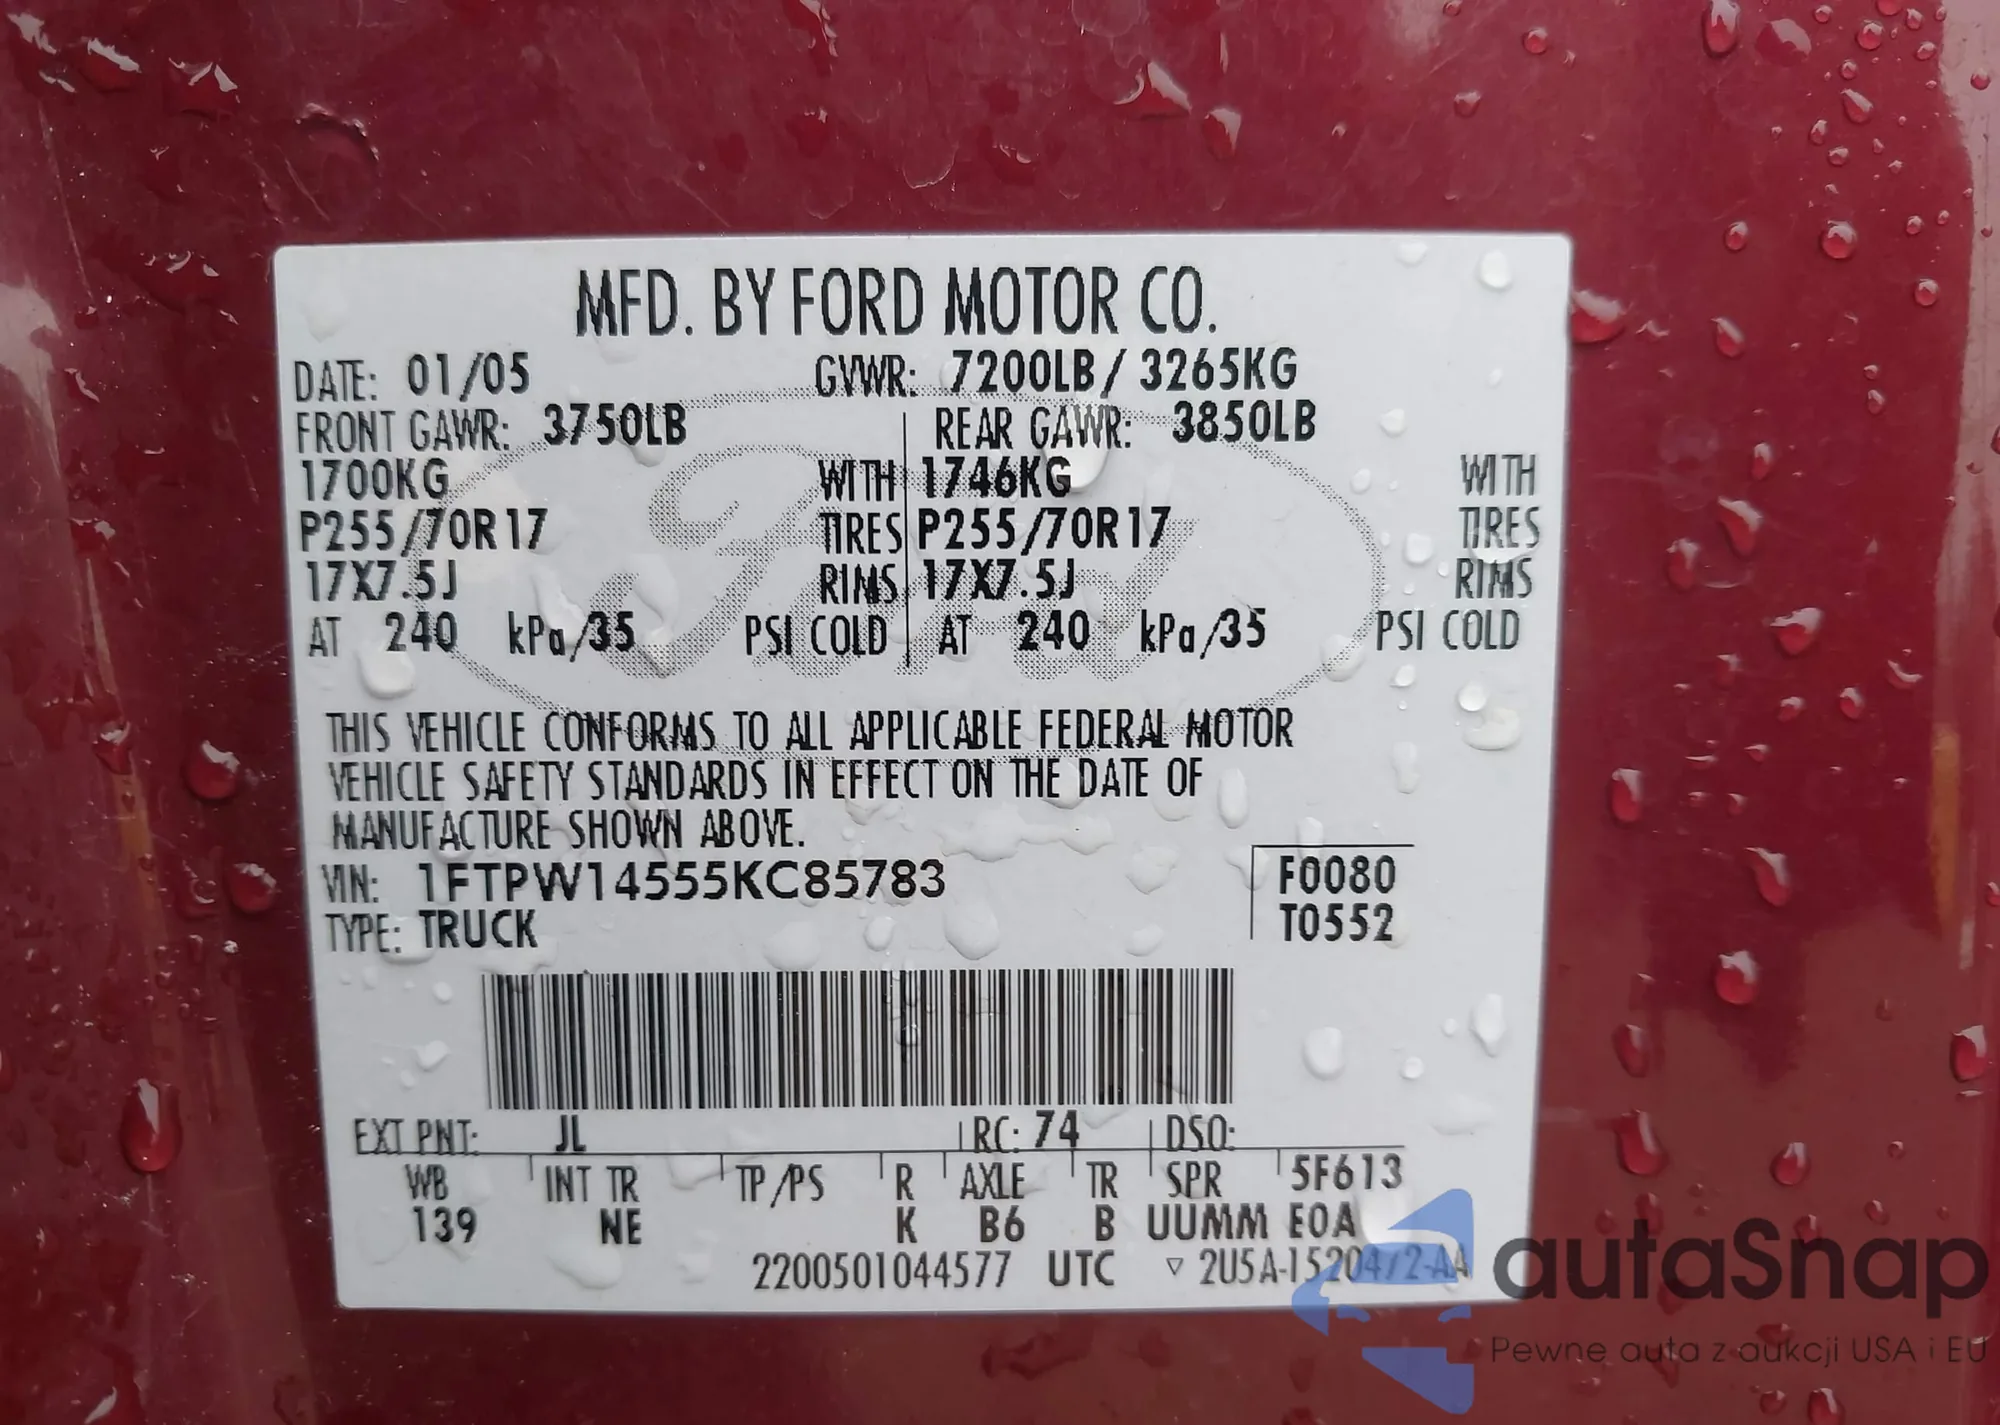 MFD. BY FORD MOTOR CO.
DATE: 01/05 GVWR: 7200LB/ 3265KG
FRONT GAWR: 3750LB REAR GAWR: 3850LB
1700KG WITH 1746KG WITH
P255/70R17 TIRES P255/70R17 TIRES
17X7.5J RIMS 17X7.5J RIMS
AT 240 kPa/35 PSI COLD AT 240 kPa/35 PSI COLD
Ford
THIS VEHICLE CONFORMS TO ALL APPLICABLE FEDERAL MOTOR
VEHICLE SAFETY STANDARDS IN EFFECT ON THE DATE OF
MANUFACTURE SHOWN ABOVE.
VIN: 1FTPW14555KC85783 F0080
TYPE: TRUCK T0552
EXT PNT: JL RC: 74 DSO:
WB INT TR TP/PS R AXLE TR SPR 5F613
139 NE K B6 B UUMM E0A
2200501044577 UTC ▽ 2U5A-1520472-AA
autaSnap
Pewne auta z aukcji USA i EU